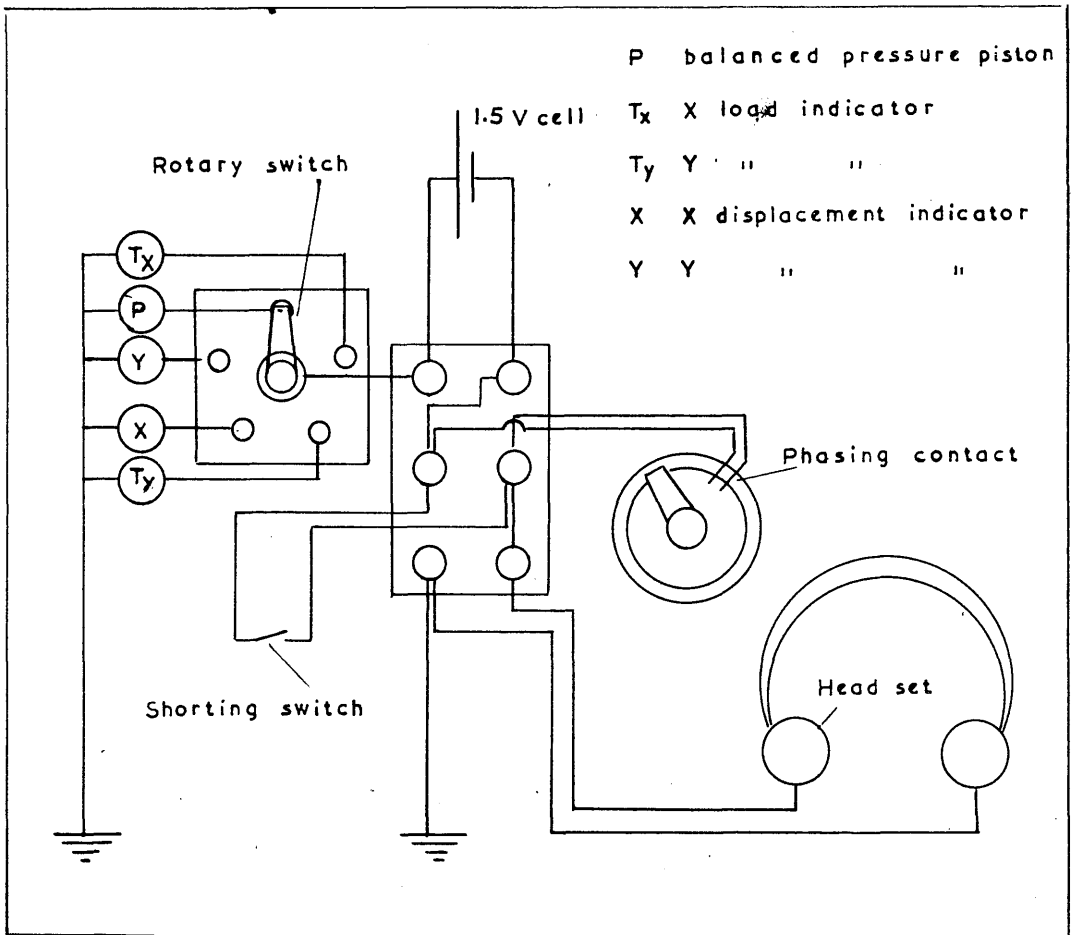 P balanced pressure piston
1.5 V cell
Tx X load indicator
Rotary switch
Ty Y " "
X X displacement indicator
Y Y " "
Tx
P
Y
X
Ty
Phasing contact
Shorting switch
Head set